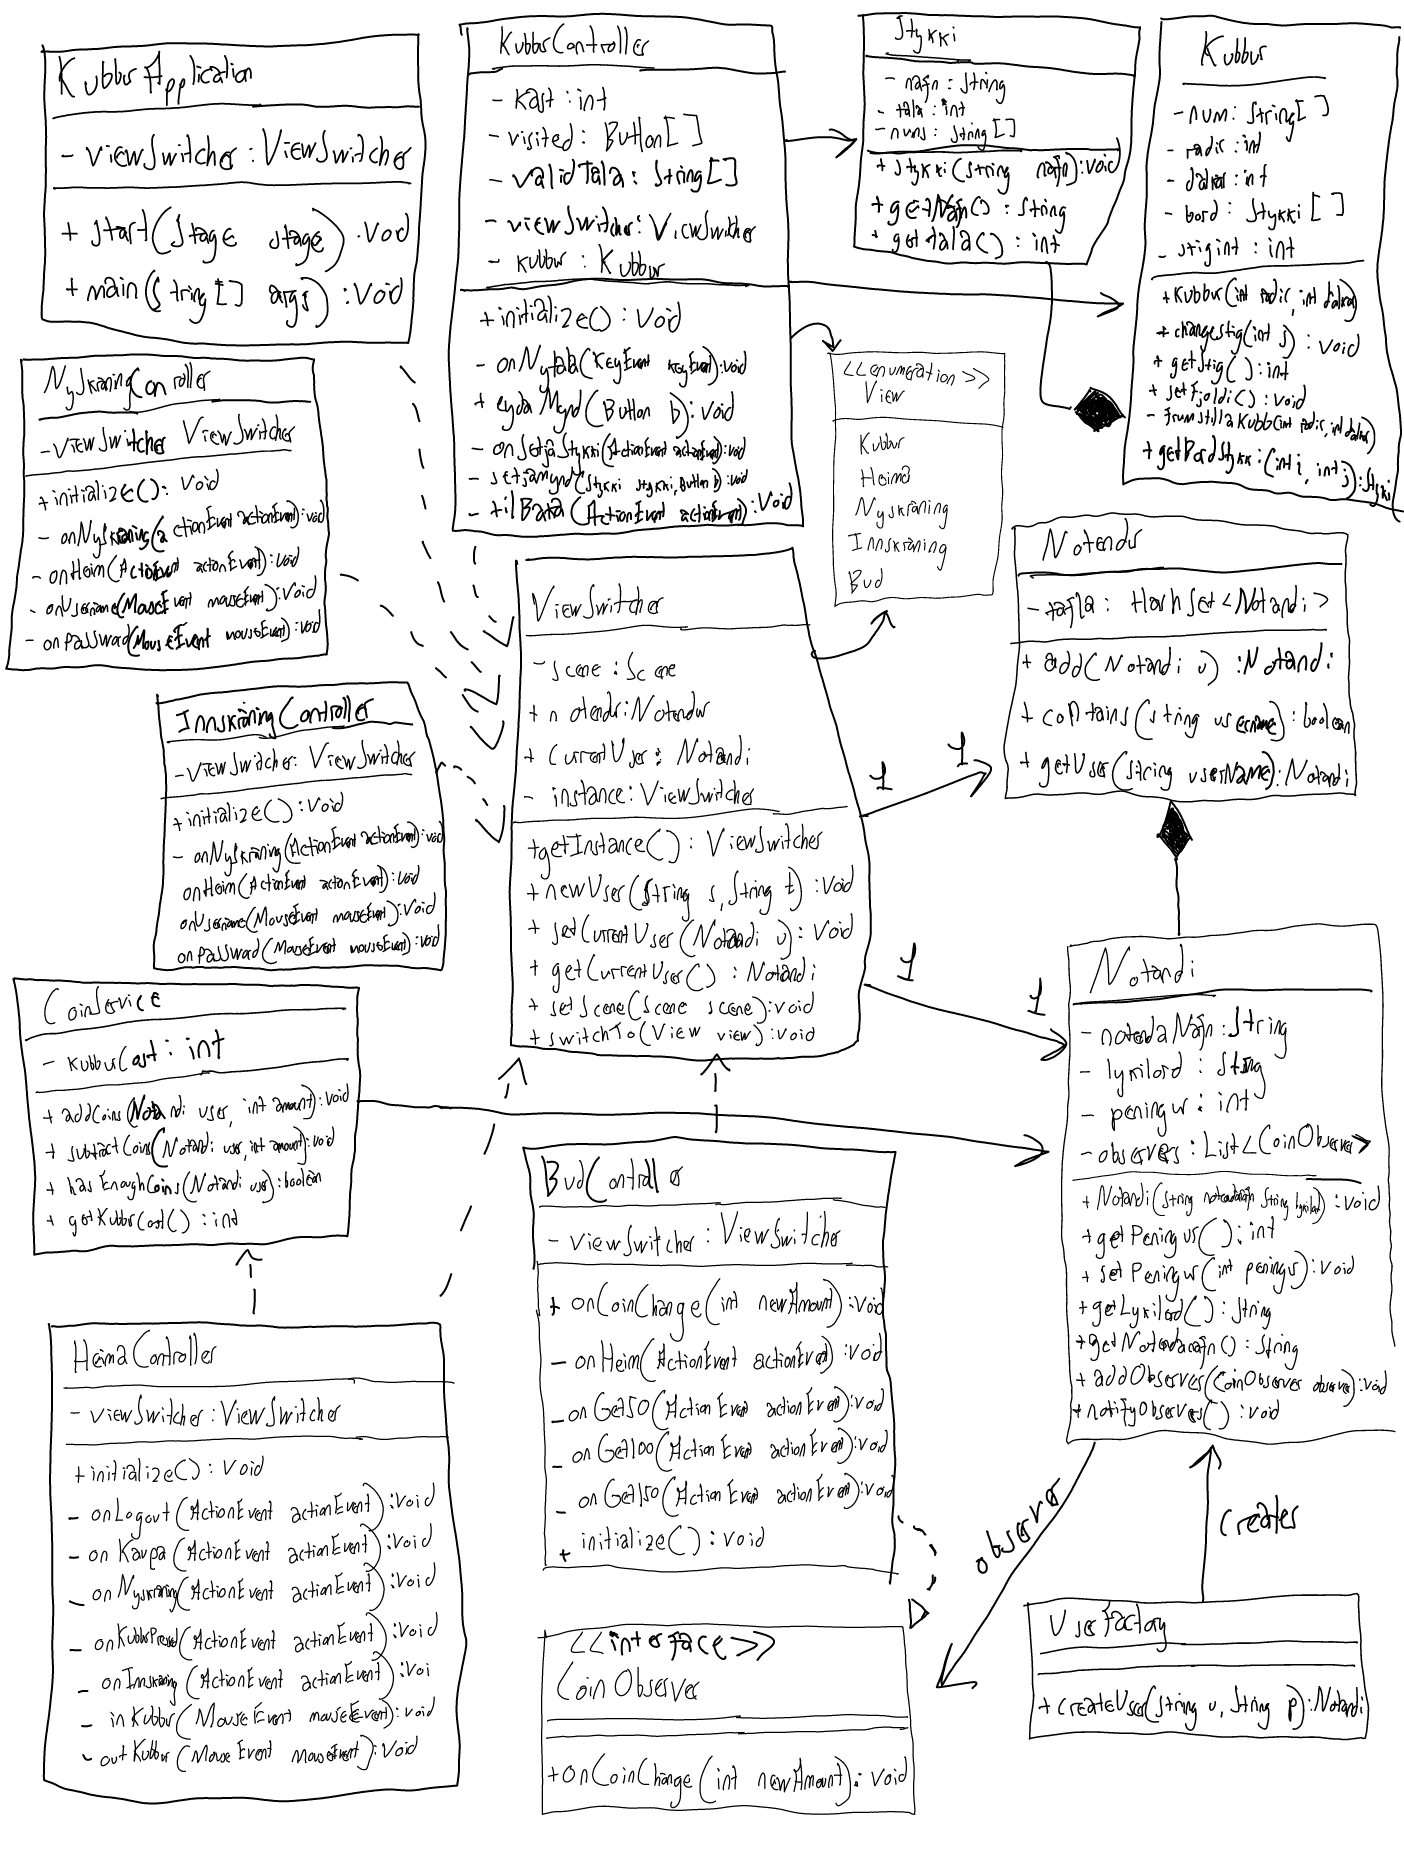 KubburApplication
- viewSwitcher : ViewSwitcher
+ start(Stage stage) : Void
+ main(String[] args) : Void
KubburController
- kast : int
- visited : Button[]
- validTala : String[]
- viewSwitcher : ViewSwitcher
- kubbur : Kubbur
+ initialize() : Void
- onNyTala(KeyEvent keyEvent) : void
+ eydaMynd(Button b) : Void
- onSetjaStykki(ActionEvent actionEvent) : void
- setjamynd(Stykki stykki, Button b) : void
- tilBaka(ActionEvent actionEvent) : Void
Stykki
- nafn : String
- tala : int
- nums : String[]
+ Stykki(String nafn) : void
+ getNafn() : String
+ getTala() : int
Kubbur
- num : String[]
- radir : int
- dalkar : int
- bord : Stykki[]
- stigint : int
+ Kubbur(int radir, int dalkar)
+ changeStig(int s) : void
+ getStig() : int
+ setFjoldi() : void
- frumstillaKubb(int radir, int dalkar)
+ getBordStykki : (int i, int j) : Stykki
<<enumeration>>
View
Kubbur
Heima
Nyskraning
Innskraning
Bud
NyskraningController
- ViewSwitcher ViewSwitcher
+ initialize() : Void
- onNyskraning(ActionEvent actionEvent) : void
- onHeim(ActionEvent actionEvent) : Void
- onUsername(MouseEvent mouseEvent) : Void
- onPassword(MouseEvent mouseEvent) : void
InnskraningController
- ViewSwitcher : ViewSwitcher
+ initialize() : Void
- onNyskraning(ActionEvent actionEvent) : void
onHeim(ActionEvent actionEvent) : Void
onUsername(MouseEvent mouseEvent) : Void
onPassword(MouseEvent mouseEvent) : void
ViewSwitcher
- scene : Scene
+ notendur : Notendur
+ currentUser : Notandi
- instance : ViewSwitcher
+ getInstance() : ViewSwitcher
+ newUser(String s, String t) : Void
+ setCurrentUser(Notandi u) : Void
+ getCurrentUser() : Notandi
+ setScene(Scene scene) : void
+ switchTo(View view) : void
1
1
1
1
Notendur
- tafla : HashSet<Notandi>
+ add(Notandi u) : Notandi
+ contains(String username) : boolean
+ getUser(String userName) : Notandi
Notandi
- notendaNafn : String
- lykilord : String
- peningur : int
- observers : List<CoinObserver>
+ Notandi(String notendanafn String lykilord) : Void
+ getPeningur() : int
+ setPeningur(int peningur) : Void
+ getLykilord() : String
+ getNotendanafn() : String
+ addObserver(CoinObserver observer) : void
+ notifyObservers() : void
CoinService
- kubburCost : int
+ addCoins(Notandi user, int amount) : Void
+ subtractCoins(Notandi user, int amount) : void
+ hasEnoughCoins(Notandi user) : boolean
+ getKubburCost() : int
HeimaController
- viewSwitcher : ViewSwitcher
+ initialize() : Void
- onLogout(ActionEvent actionEvent) : Void
- onKaupa(ActionEvent actionEvent) : Void
- onNyskraning(ActionEvent actionEvent) : Void
- onKubburPressed(ActionEvent actionEvent) : Void
- onInnskraning(ActionEvent actionEvent) : Voi
- inKubbur(MouseEvent mouseEvent) : void
- outKubbur(MouseEvent mouseEvent) : Void
BudController
- viewSwitcher : ViewSwitcher
+ onCoinChange(int newAmount) : Void
- onHeim(ActionEvent actionEvent) : Void
- onGet50(ActionEvent actionEvent) : Void
- onGet100(ActionEvent actionEvent) : Void
- onGet150(ActionEvent actionEvent) : Void
+ initialize() : Void
<<interface>>
CoinObserver
+ onCoinChange(int newAmount) : Void
observer
creates
UserFactory
+ createUser(String u, String p) : Notandi